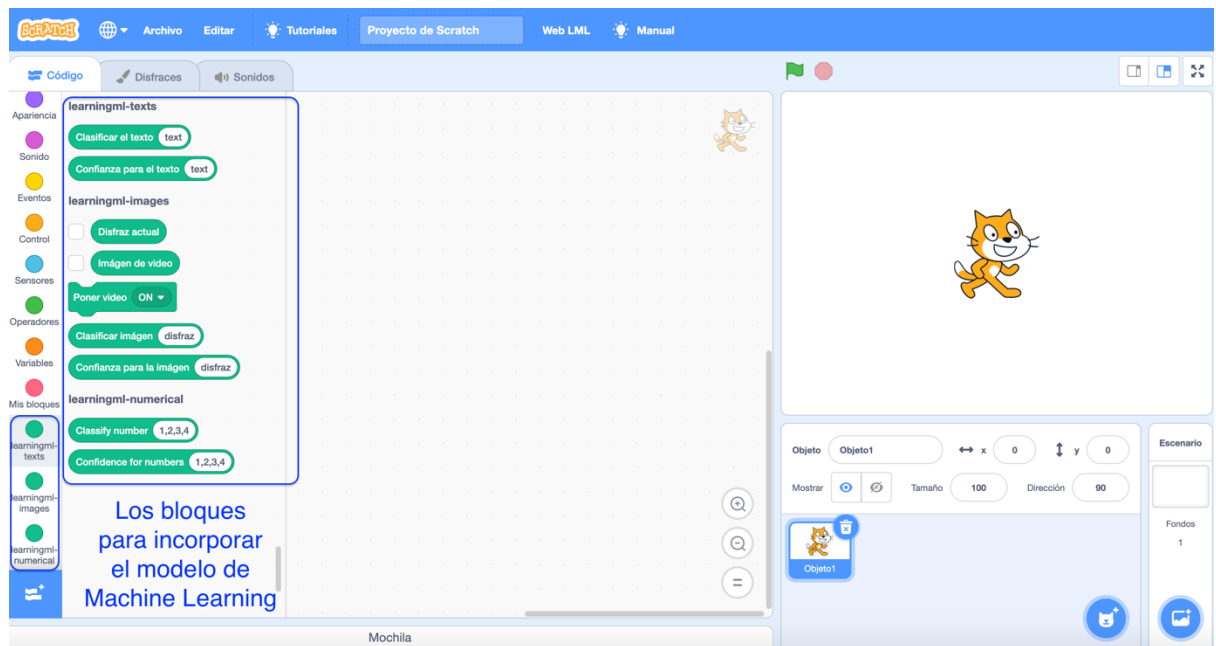 SCRATCH
Archivo
Editar
Tutoriales
Proyecto de Scratch
Web LML
Manual
Código
Disfraces
Sonidos
Apariencia
Sonido
Eventos
Control
Sensores
Operadores
Variables
Mis bloques
learningml-
texts
learningml-
images
learningml-
numerical
learningml-texts
Clasificar el texto text
Confianza para el texto text
learningml-images
Disfraz actual
Imágen de video
Poner video ON
Clasificar imágen disfraz
Confianza para la imágen disfraz
learningml-numerical
Classify number 1,2,3,4
Confidence for numbers 1,2,3,4
Los bloques
para incorporar
el modelo de
Machine Learning
Mochila
Objeto Objeto1 x 0 y 0
Mostrar Tamaño 100 Dirección 90
Objeto1
Escenario
Fondos
1